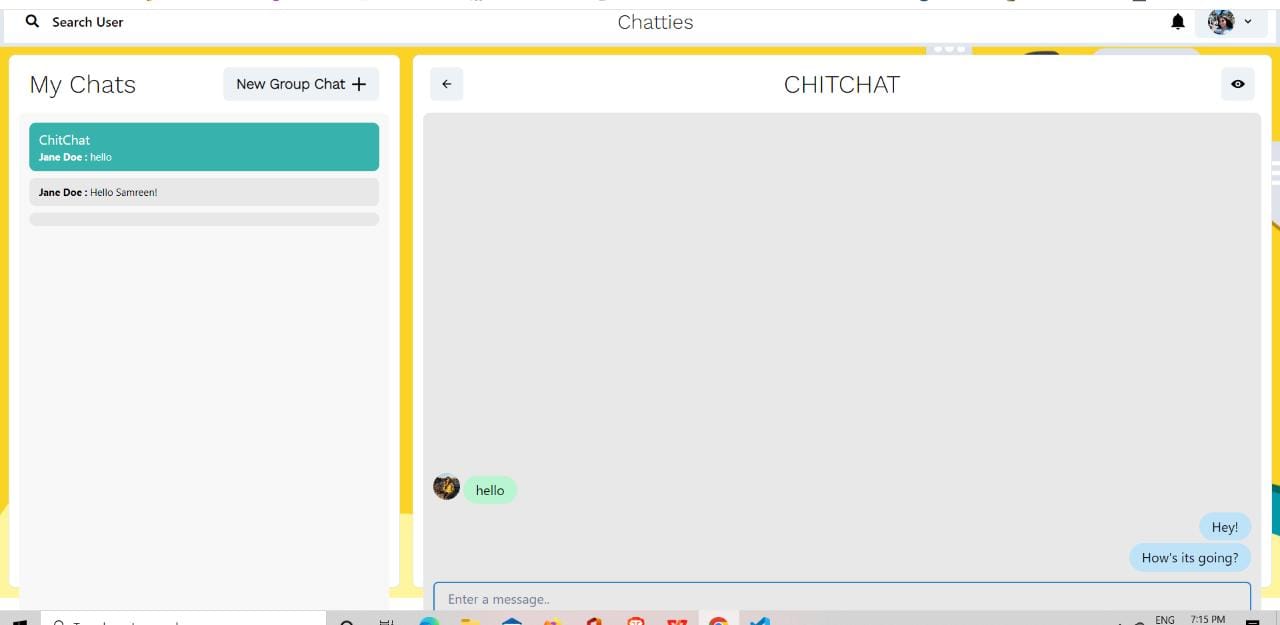 Search User
Chatties
My Chats
New Group Chat +
CHITCHAT
ChitChat
Jane Doe : hello
Jane Doe : Hello Samreen!
hello
Hey!
How's its going?
Enter a message..
ENG
7:15 PM